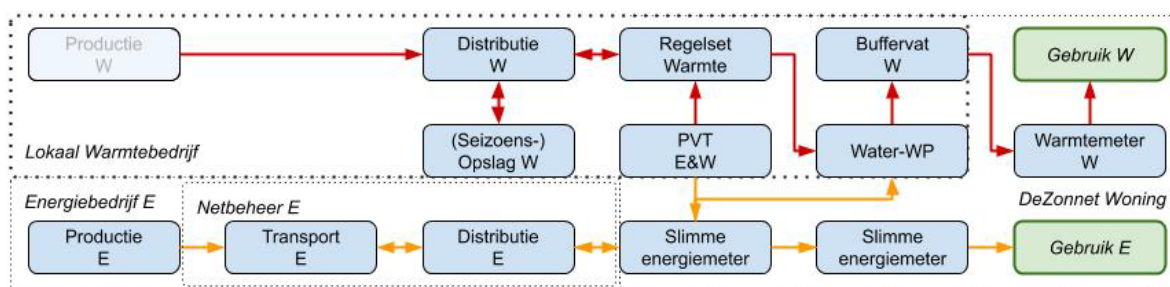 Productie
W
Distributie
W
Regelset
Warmte
Buffervat
W
Gebruik W
Lokaal Warmtebedrijf
(Seizoens-)
Opslag W
PVT
E&W
Water-WP
Warmtemeter
W
Energiebedrijf E
Netbeheer E
DeZonnet Woning
Productie
E
Transport
E
Distributie
E
Slimme
energiemeter
Slimme
energiemeter
Gebruik E